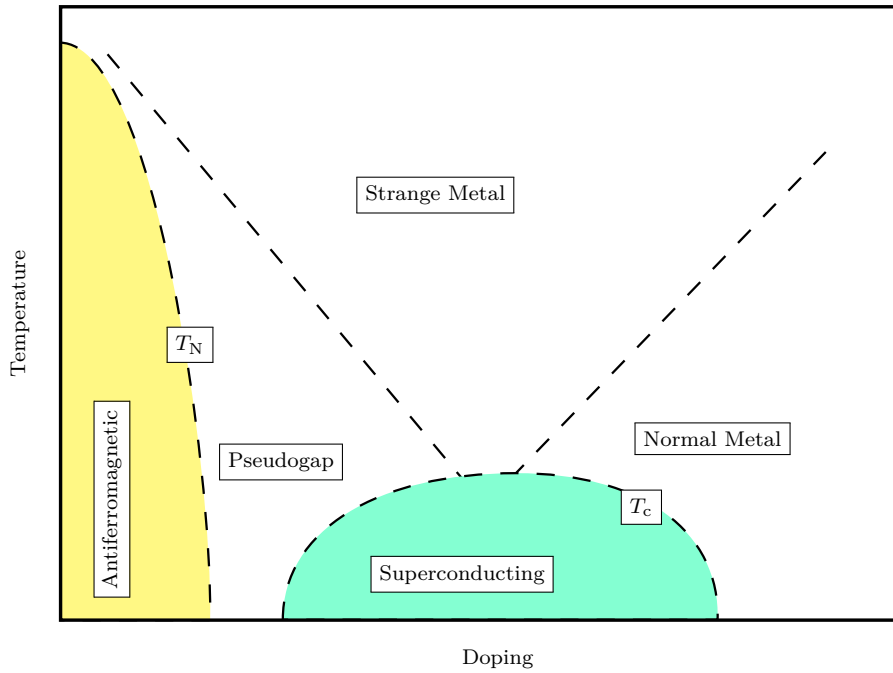 Strange Metal
Temperature
T_N
Antiferromagnetic
Pseudogap
Normal Metal
T_c
Superconducting
Doping